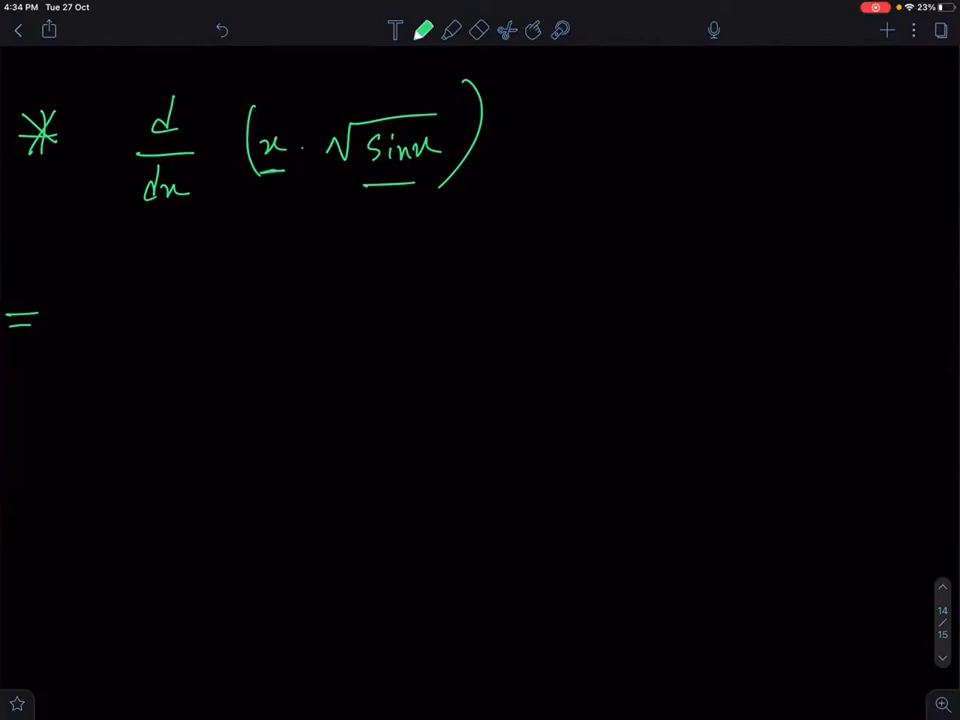 4:34 PM Tue 27 Oct
23%
T
* d/dx (x · √sinx)
=
14
/
15